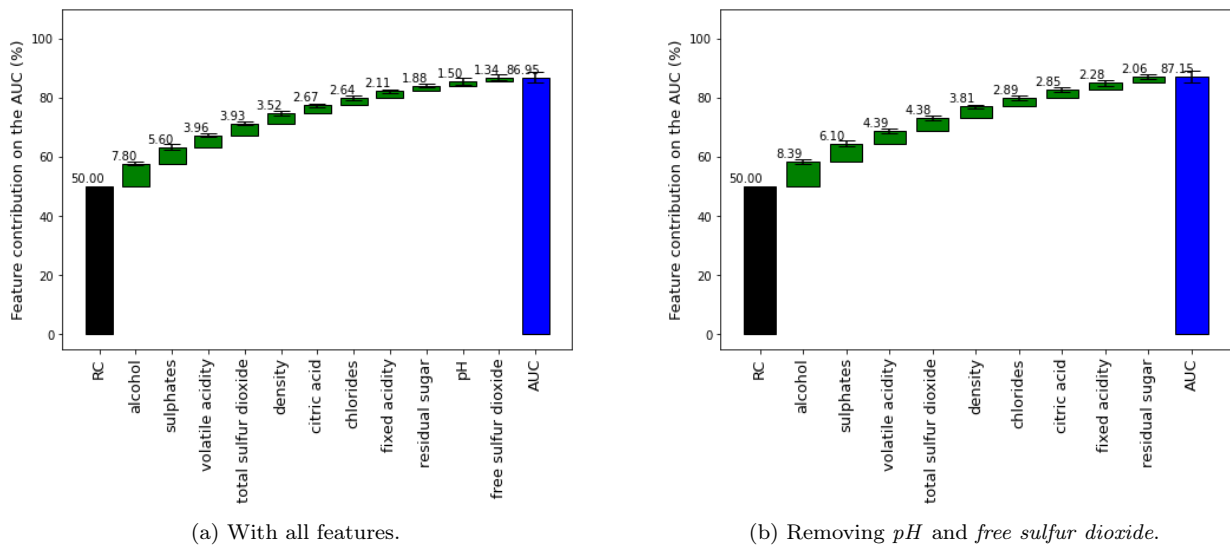 Feature contribution on the AUC (%)
100
80
60
40
20
0
50.00
7.80
5.60
3.96
3.93
3.52
2.67
2.64
2.11
1.88
1.50
1.34
86.95
RC
alcohol
sulphates
volatile acidity
total sulfur dioxide
density
citric acid
chlorides
fixed acidity
residual sugar
pH
free sulfur dioxide
AUC
(a) With all features.
Feature contribution on the AUC (%)
100
80
60
40
20
0
50.00
8.39
6.10
4.39
4.38
3.81
2.89
2.85
2.28
2.06
87.15
RC
alcohol
sulphates
volatile acidity
total sulfur dioxide
density
chlorides
citric acid
fixed acidity
residual sugar
AUC
(b) Removing pH and free sulfur dioxide.